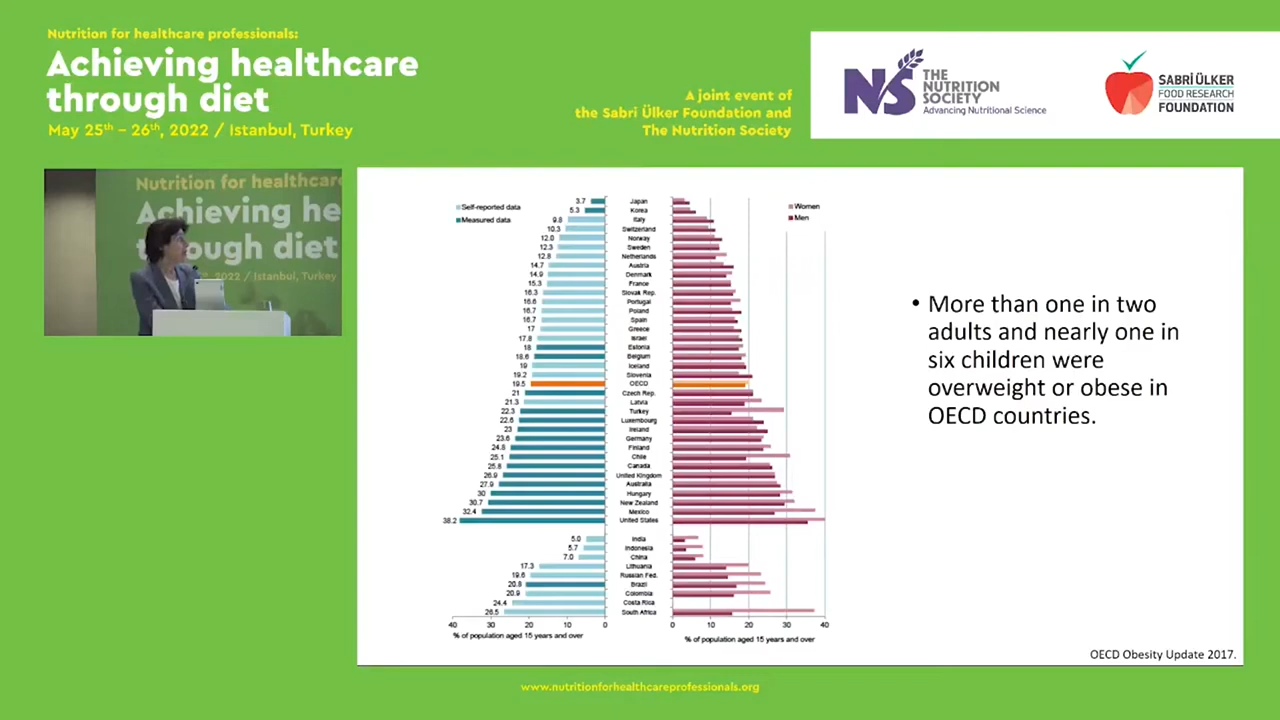 Nutrition for healthcare professionals:
Achieving healthcare
through diet
May 25th – 26th, 2022 / Istanbul, Turkey
A joint event of
the Sabri Ülker Foundation and
The Nutrition Society
NS THE
NUTRITION
SOCIETY
Advancing Nutritional Science
SABRİ ÜLKER
FOOD RESEARCH
FOUNDATION
Nutrition for healthcare
Achieving he
through diet
2022 / Istanbul, Turkey
Self-reported data
Measured data
Women
Men
3.7 Japan
5.3 Korea
9.8 Italy
10.3 Switzerland
12.0 Norway
12.3 Sweden
12.8 Netherlands
14.7 Austria
14.9 Denmark
15.3 France
16.3 Slovak Rep.
16.6 Portugal
16.7 Poland
16.7 Spain
17 Greece
17.8 Israel
18 Estonia
18.6 Belgium
19 Iceland
19.2 Slovenia
19.5 OECD
21 Czech Rep.
21.3 Latvia
22.3 Turkey
22.6 Luxembourg
23 Ireland
23.6 Germany
24.8 Finland
25.1 Chile
25.8 Canada
26.9 United Kingdom
27.9 Australia
30 Hungary
30.7 New Zealand
32.4 Mexico
38.2 United States
5.0 India
5.7 Indonesia
7.0 China
17.3 Lithuania
19.6 Russian Fed.
20.8 Brazil
20.9 Colombia
24.4 Costa Rica
26.5 South Africa
40 30 20 10 0
0 10 20 30 40
% of population aged 15 years and over
% of population aged 15 years and over
• More than one in two
adults and nearly one in
six children were
overweight or obese in
OECD countries.
OECD Obesity Update 2017.
www.nutritionforhealthcareprofessionals.org